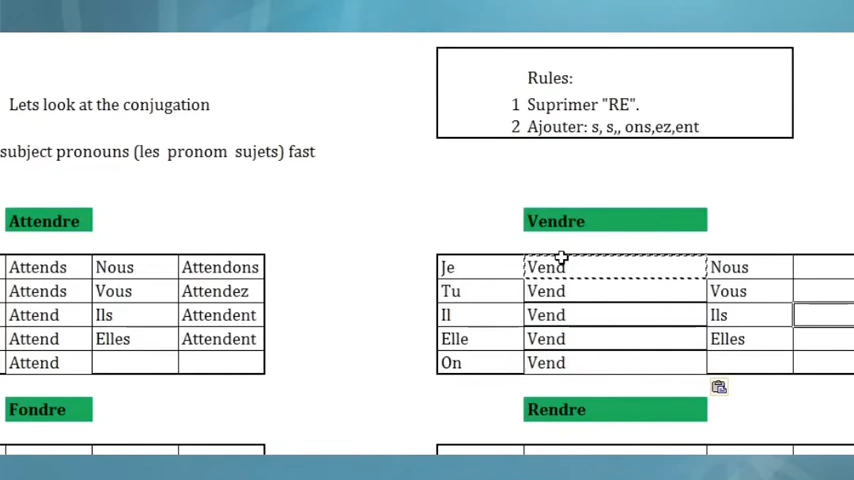 Rules:
Lets look at the conjugation
1 Suprimer "RE".
2 Ajouter: s, s,, ons,ez,ent
subject pronouns (les pronom sujets) fast
Attendre
Attends Nous Attendons
Attends Vous Attendez
Attend Ils Attendent
Attend Elles Attendent
Attend
Vendre
Je Vend Nous
Tu Vend Vous
Il Vend Ils
Elle Vend Elles
On Vend
Fondre
Rendre